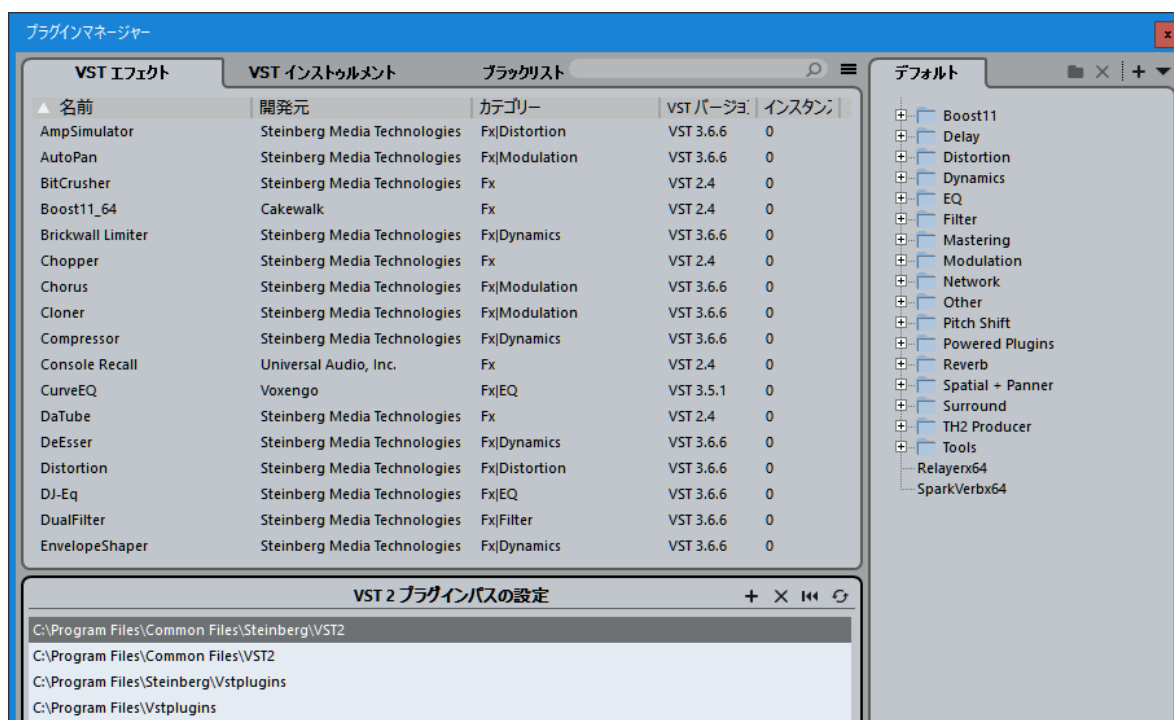 プラグインマネージャー
VST エフェクト VST インストゥルメント ブラックリスト
名前 開発元 カテゴリー VST バージョ インスタン
AmpSimulator Steinberg Media Technologies Fx|Distortion VST 3.6.6 0
AutoPan Steinberg Media Technologies Fx|Modulation VST 3.6.6 0
BitCrusher Steinberg Media Technologies Fx VST 2.4 0
Boost11_64 Cakewalk Fx VST 2.4 0
Brickwall Limiter Steinberg Media Technologies Fx|Dynamics VST 3.6.6 0
Chopper Steinberg Media Technologies Fx VST 2.4 0
Chorus Steinberg Media Technologies Fx|Modulation VST 3.6.6 0
Cloner Steinberg Media Technologies Fx|Modulation VST 3.6.6 0
Compressor Steinberg Media Technologies Fx|Dynamics VST 3.6.6 0
Console Recall Universal Audio, Inc. Fx VST 2.4 0
CurveEQ Voxengo Fx|EQ VST 3.5.1 0
DaTube Steinberg Media Technologies Fx VST 2.4 0
DeEsser Steinberg Media Technologies Fx|Dynamics VST 3.6.6 0
Distortion Steinberg Media Technologies Fx|Distortion VST 3.6.6 0
DJ-Eq Steinberg Media Technologies Fx|EQ VST 3.6.6 0
DualFilter Steinberg Media Technologies Fx|Filter VST 3.6.6 0
EnvelopeShaper Steinberg Media Technologies Fx|Dynamics VST 3.6.6 0
VST 2 プラグインパスの設定
C:\Program Files\Common Files\Steinberg\VST2
C:\Program Files\Common Files\VST2
C:\Program Files\Steinberg\Vstplugins
C:\Program Files\Vstplugins
デフォルト
Boost11
Delay
Distortion
Dynamics
EQ
Filter
Mastering
Modulation
Network
Other
Pitch Shift
Powered Plugins
Reverb
Spatial + Panner
Surround
TH2 Producer
Tools
Relayerx64
SparkVerbx64